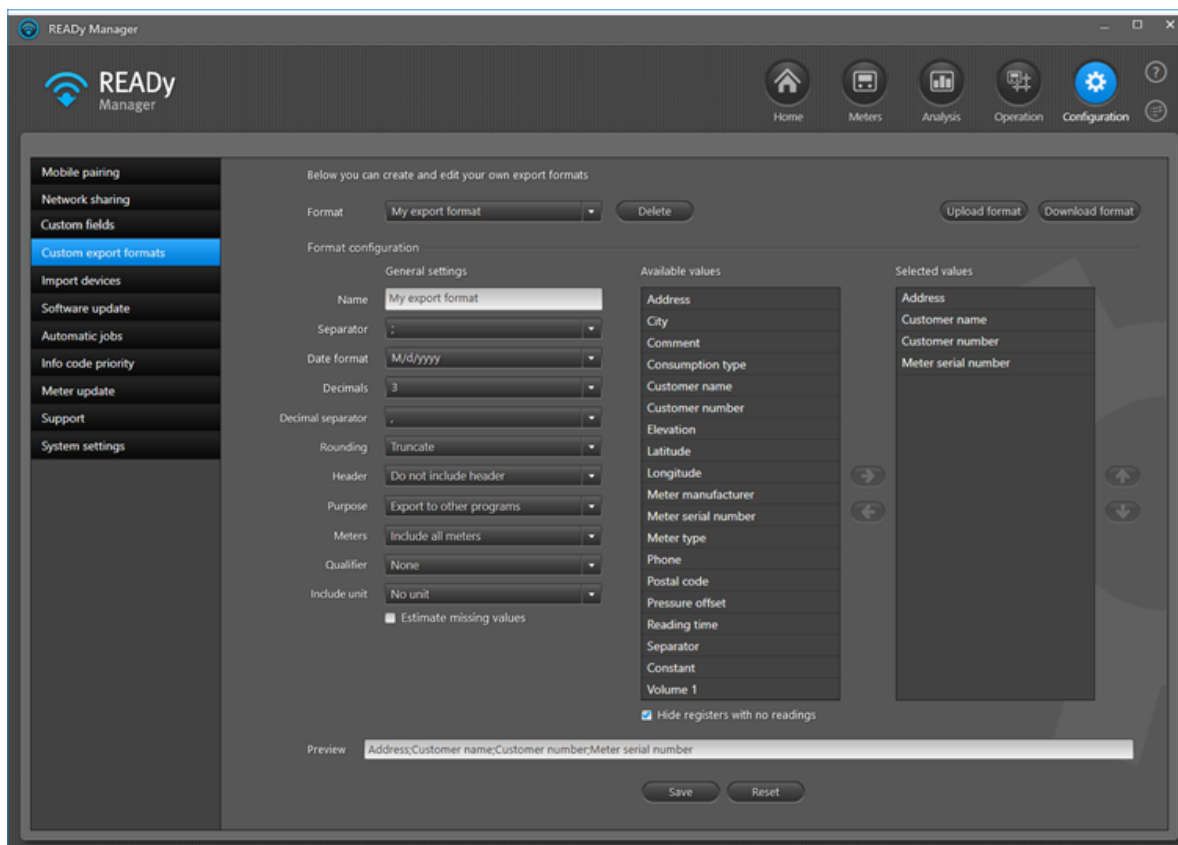 READy Manager
READy
Manager
Home
Meters
Analysis
Operation
Configuration
?
Mobile pairing
Network sharing
Custom fields
Custom export formats
Import devices
Software update
Automatic jobs
Info code priority
Meter update
Support
System settings
Below you can create and edit your own export formats
Format My export format Delete Upload format Download format
Format configuration
General settings
Name My export format
Separator ;
Date format M/d/yyyy
Decimals 3
Decimal separator ,
Rounding Truncate
Header Do not include header
Purpose Export to other programs
Meters Include all meters
Qualifier None
Include unit No unit
Estimate missing values
Available values
Address
City
Comment
Consumption type
Customer name
Customer number
Elevation
Latitude
Longitude
Meter manufacturer
Meter serial number
Meter type
Phone
Postal code
Pressure offset
Reading time
Separator
Constant
Volume 1
Hide registers with no readings
Selected values
Address
Customer name
Customer number
Meter serial number
Preview Address;Customer name;Customer number;Meter serial number
Save Reset